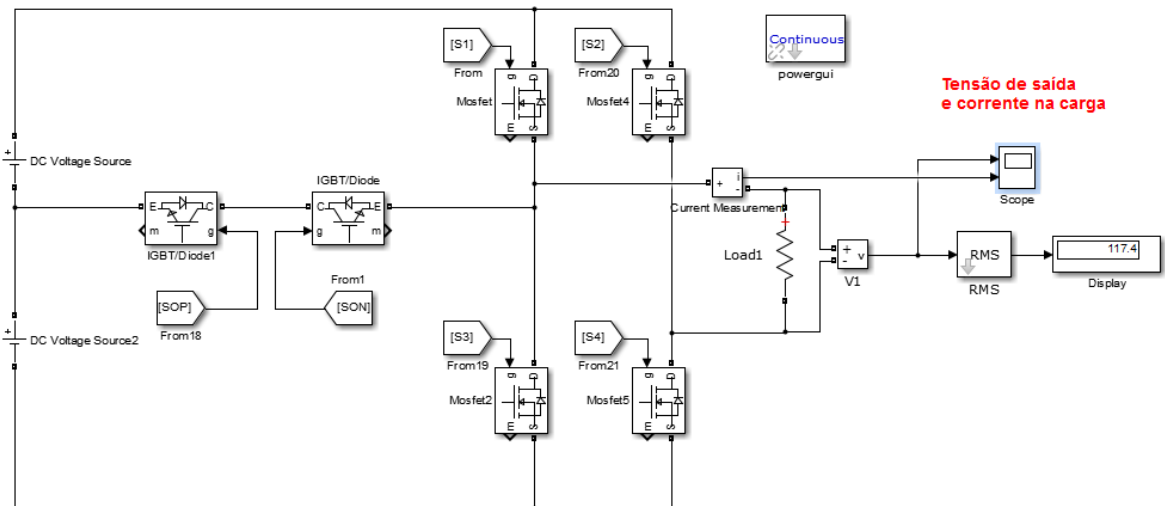 [S1]
From
[S2]
From20
Continuous
powergui
Tensão de saída
e corrente na carga
g
D
Mosfet
m
S
g
D
Mosfet4
m
S
+
DC Voltage Source
IGBT/Diode
E
C
m
g
IGBT/Diode1
C
E
g
m
+
i
-
Current Measurement
Scope
+
Load1
+
-
v
V1
RMS
RMS
117.4
Display
From1
[SOP]
From18
[SON]
+
DC Voltage Source2
[S3]
From19
[S4]
From21
g
D
Mosfet2
m
S
g
D
Mosfet5
m
S